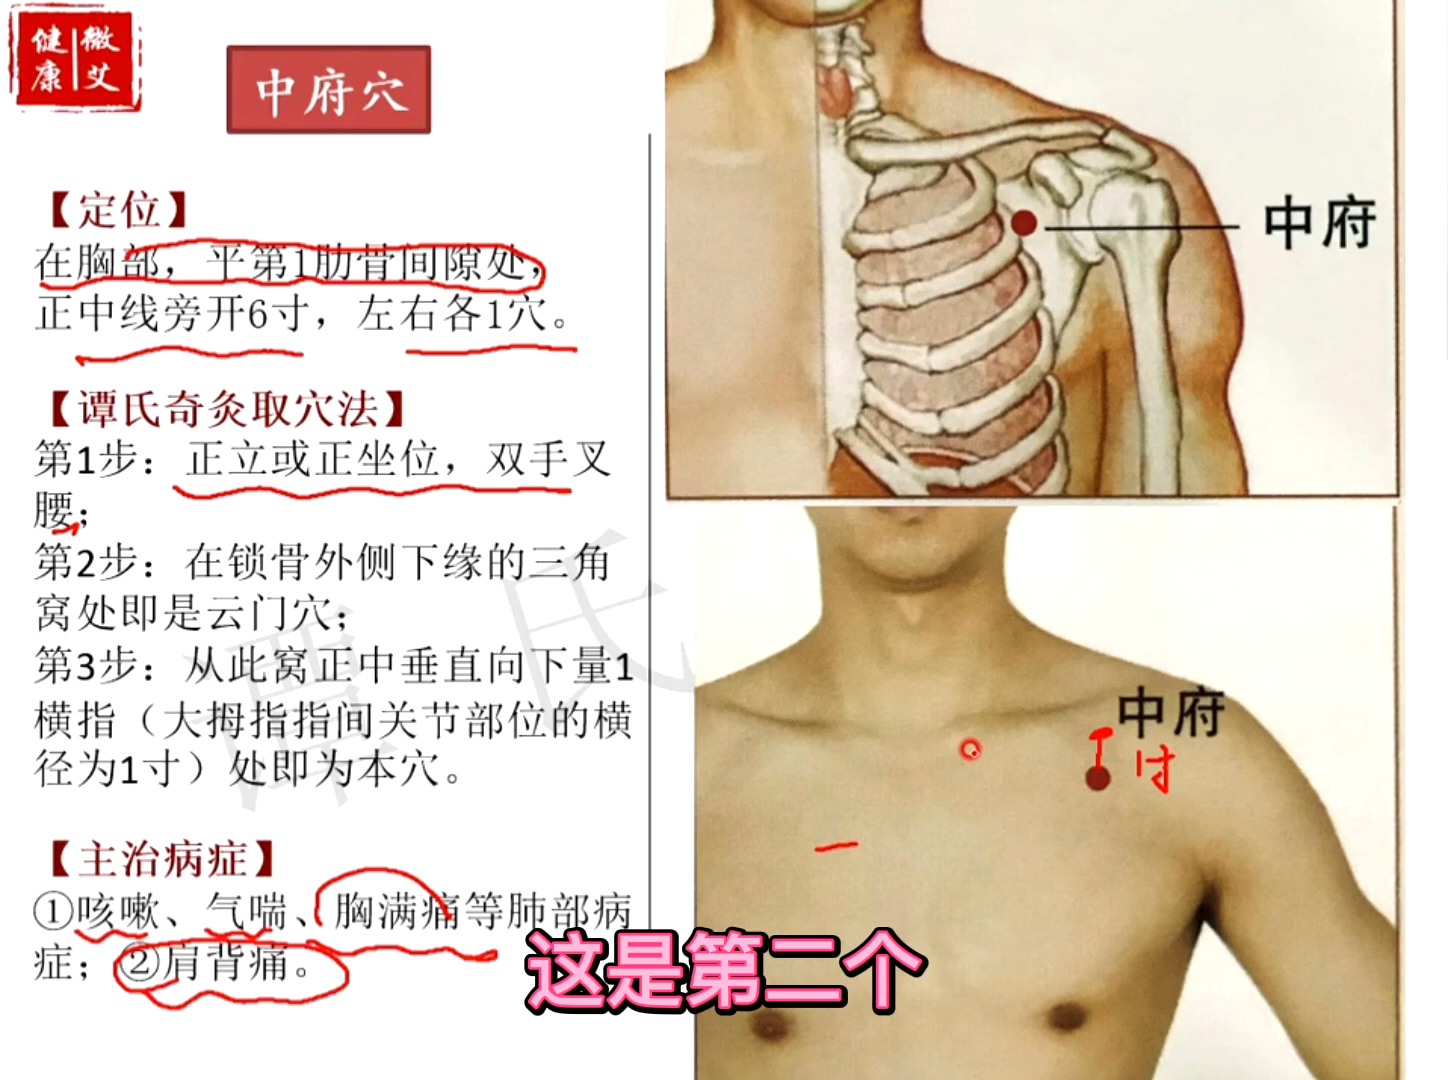 健康
微艾
中府穴
【定位】
在胸部，平第1肋骨间隙处，
正中线旁开6寸，左右各1穴。
【谭氏奇灸取穴法】
第1步：正立或正坐位，双手叉
腰；
第2步：在锁骨外侧下缘的三角
窝处即是云门穴；
第3步：从此窝正中垂直向下量1
横指（大拇指指间关节部位的横
径为1寸）处即为本穴。
【主治病症】
①咳嗽、气喘、胸满痛等肺部病
症；②肩背痛。
中府
中府
1寸
谭氏
这是第二个